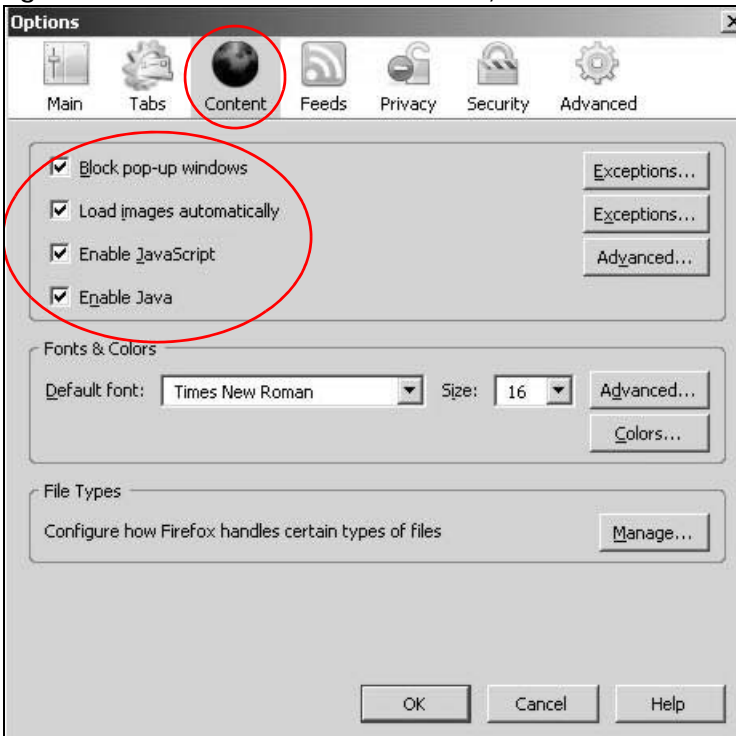 Options
Main Tabs Content Feeds Privacy Security Advanced
Block pop-up windows Exceptions...
Load images automatically Exceptions...
Enable JavaScript Advanced...
Enable Java
Fonts & Colors
Default font: Times New Roman Size: 16 Advanced...
Colors...
File Types
Configure how Firefox handles certain types of files Manage...
OK Cancel Help